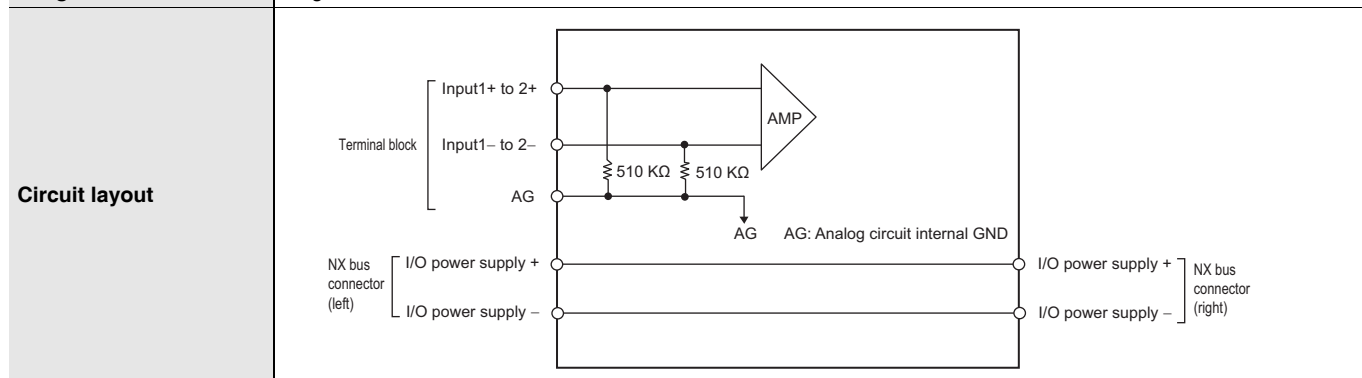 Circuit layout
Terminal block
Input1+ to 2+
Input1− to 2−
AG
AMP
510 KΩ
510 KΩ
AG
AG: Analog circuit internal GND
NX bus
connector
(left)
I/O power supply +
I/O power supply −
I/O power supply +
I/O power supply −
NX bus
connector
(right)